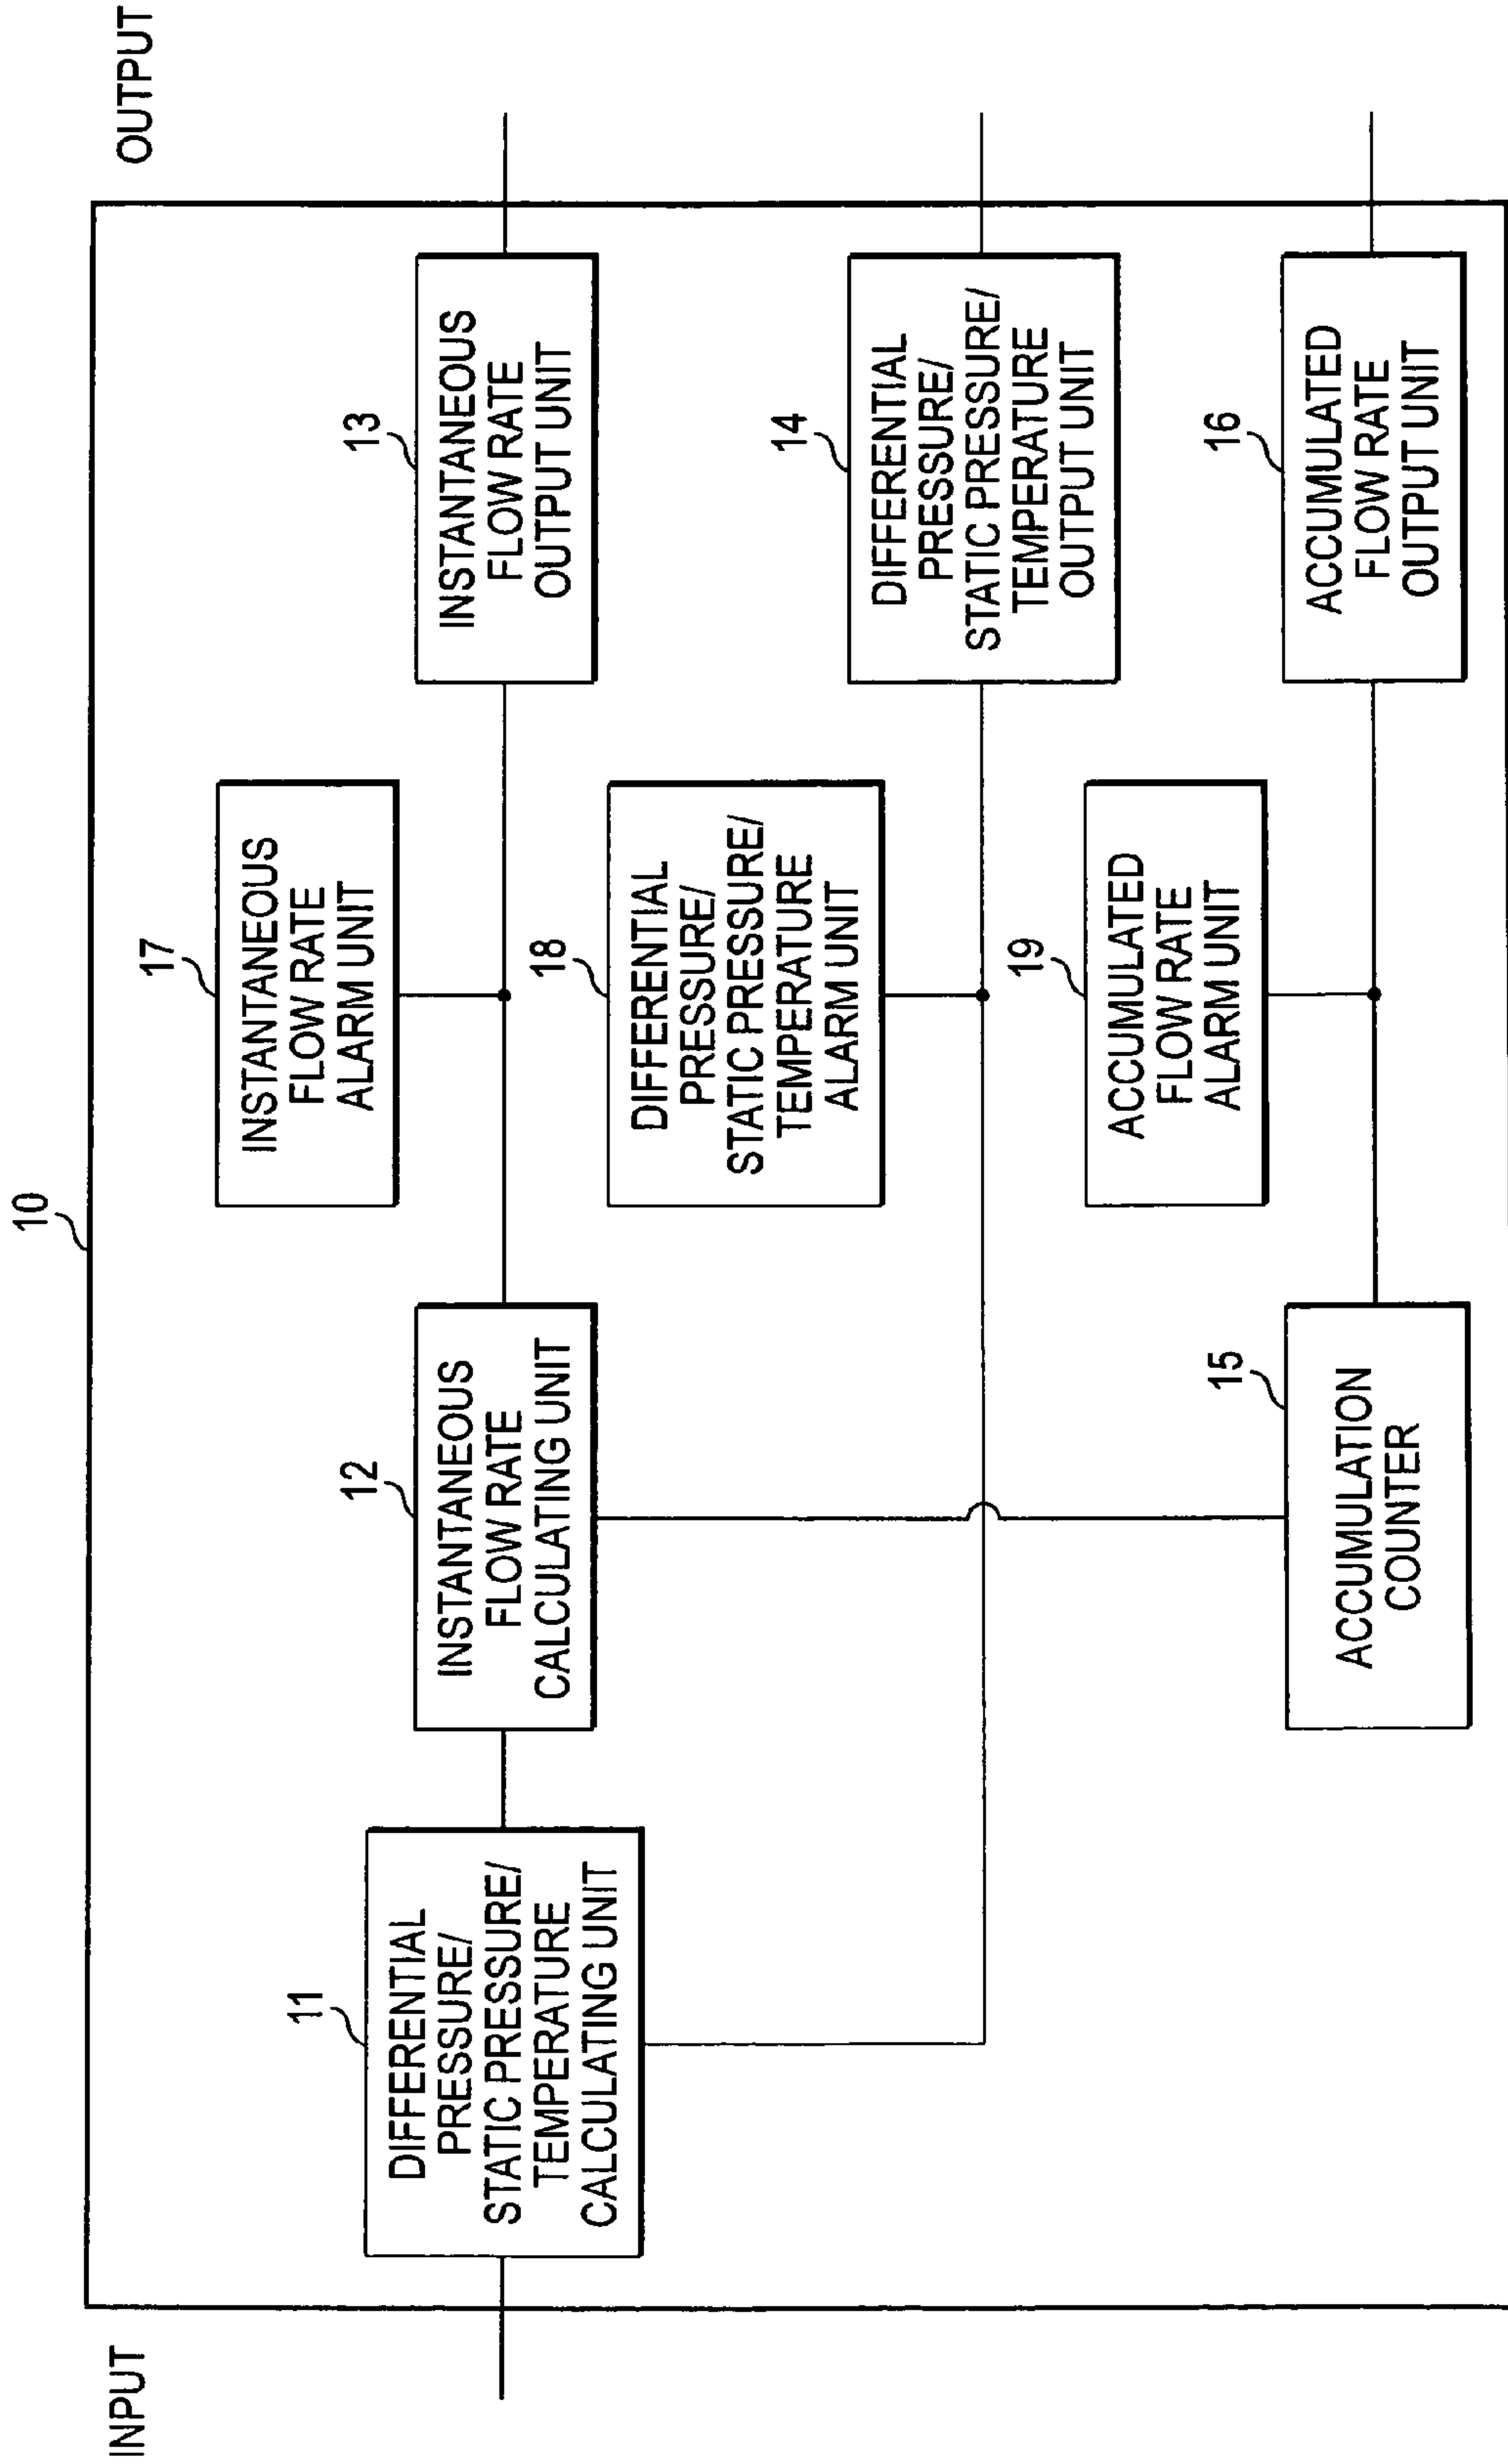 INPUT
OUTPUT
10
11
DIFFERENTIAL
PRESSURE/
STATIC PRESSURE/
TEMPERATURE
CALCULATING UNIT
12
INSTANTANEOUS
FLOW RATE
CALCULATING UNIT
17
INSTANTANEOUS
FLOW RATE
ALARM UNIT
13
INSTANTANEOUS
FLOW RATE
OUTPUT UNIT
18
DIFFERENTIAL
PRESSURE/
STATIC PRESSURE/
TEMPERATURE
ALARM UNIT
14
DIFFERENTIAL
PRESSURE/
STATIC PRESSURE/
TEMPERATURE
OUTPUT UNIT
15
ACCUMULATION
COUNTER
19
ACCUMULATED
FLOW RATE
ALARM UNIT
16
ACCUMULATED
FLOW RATE
OUTPUT UNIT